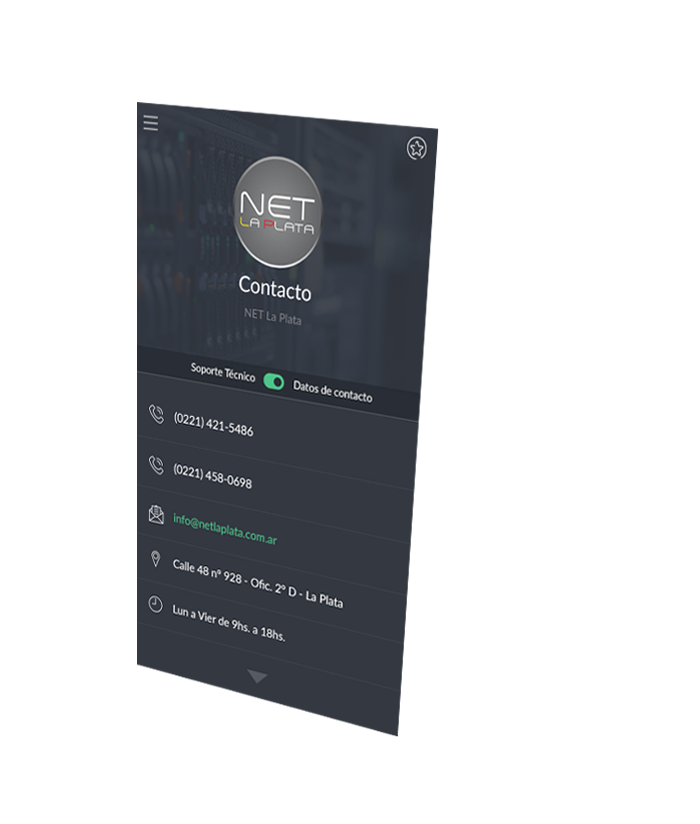 NET
LA PLATA
Contacto
NET La Plata
Soporte Técnico Datos de contacto
(0221) 421-5486
(0221) 458-0698
info@netlaplata.com.ar
Calle 48 nº 928 - Ofic. 2º D - La Plata
Lun a Vier de 9hs. a 18hs.